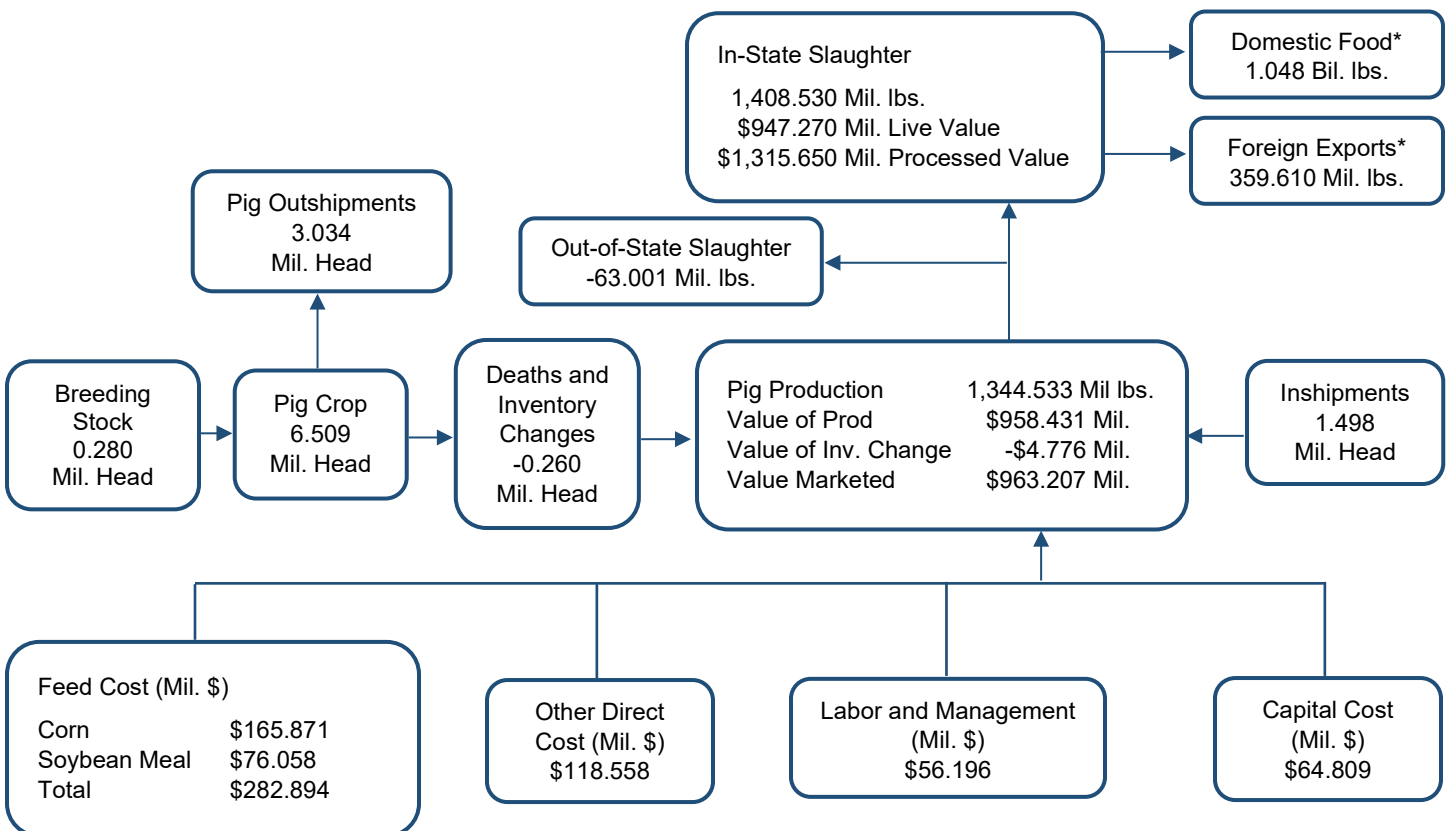 In-State Slaughter
1,408.530 Mil. lbs.
$947.270 Mil. Live Value
$1,315.650 Mil. Processed Value
Domestic Food*
1.048 Bil. lbs.
Foreign Exports*
359.610 Mil. lbs.
Pig Outshipments
3.034
Mil. Head
Out-of-State Slaughter
-63.001 Mil. lbs.
Breeding
Stock
0.280
Mil. Head
Pig Crop
6.509
Mil. Head
Deaths and
Inventory
Changes
-0.260
Mil. Head
Pig Production 1,344.533 Mil lbs.
Value of Prod $958.431 Mil.
Value of Inv. Change -$4.776 Mil.
Value Marketed $963.207 Mil.
Inshipments
1.498
Mil. Head
Feed Cost (Mil. $)
Corn $165.871
Soybean Meal $76.058
Total $282.894
Other Direct
Cost (Mil. $)
$118.558
Labor and Management
(Mil. $)
$56.196
Capital Cost
(Mil. $)
$64.809